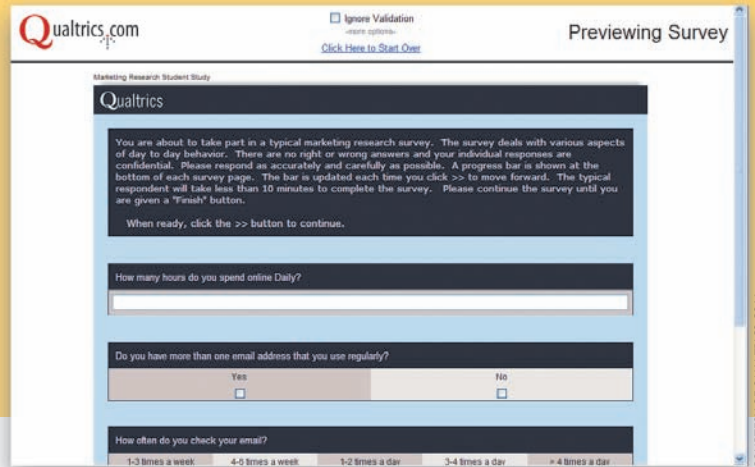 Qualtrics.com
Ignore Validation
-more options-
Click Here to Start Over
Previewing Survey
Marketing Research Student Study
Qualtrics
You are about to take part in a typical marketing research survey. The survey deals with various aspects
of day to day behavior. There are no right or wrong answers and your individual responses are
confidential. Please respond as accurately and carefully as possible. A progress bar is shown at the
bottom of each survey page. The bar is updated each time you click >> to move forward. The typical
respondent will take less than 10 minutes to complete the survey. Please continue the survey until you
are given a "Finish" button.
When ready, click the >> button to continue.
How many hours do you spend online Daily?
Do you have more than one email address that you use regularly?
Yes No
How often do you check your email?
1-3 times a week 4-6 times a week 1-2 times a day 3-4 times a day > 4 times a day